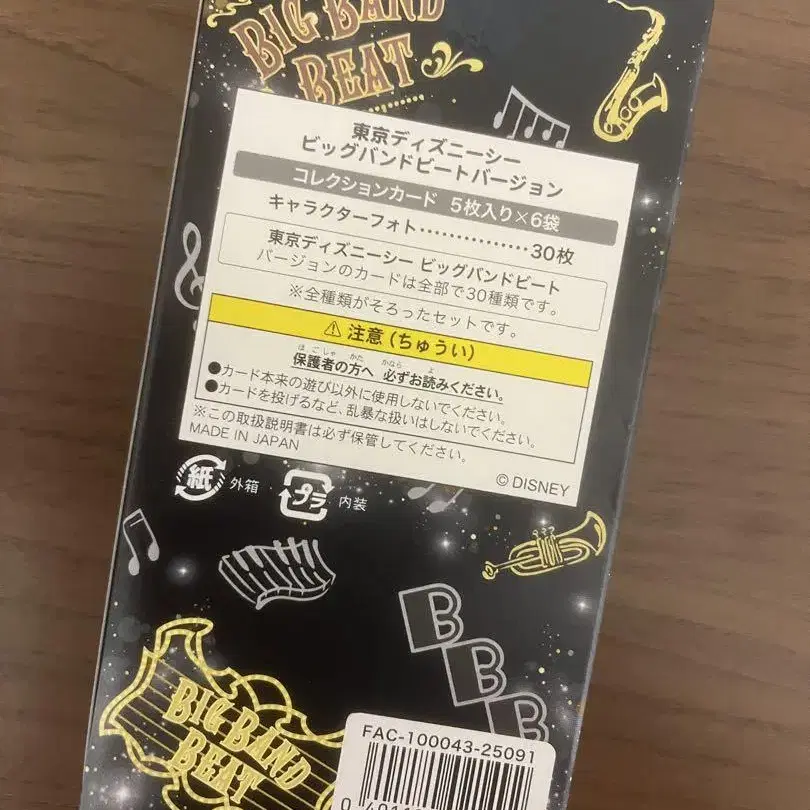 BIG BAND
BEAT
東京ディズニーシー
ビッグバンドビートバージョン
コレクションカード 5枚入り×6袋
キャラクターフォト・・・・・・・・・・・・・・・30枚
東京ディズニーシー ビッグバンドビート
バージョンのカードは全部で30種類です。
※全種類がそろったセットです。
⚠ 注意(ちゅうい)
ほごしゃ かた かなら よ
保護者の方へ 必ずお読みください。
●カード本来の遊び以外に使用しないでください。
●カードを投げるなど、乱暴な扱いはしないでください。
※この取扱説明書は必ず保管してください。
MADE IN JAPAN
© DISNEY
紙 外箱 プラ 内装
B
B
B
BIG BAND
BEAT
FAC-100043-25091